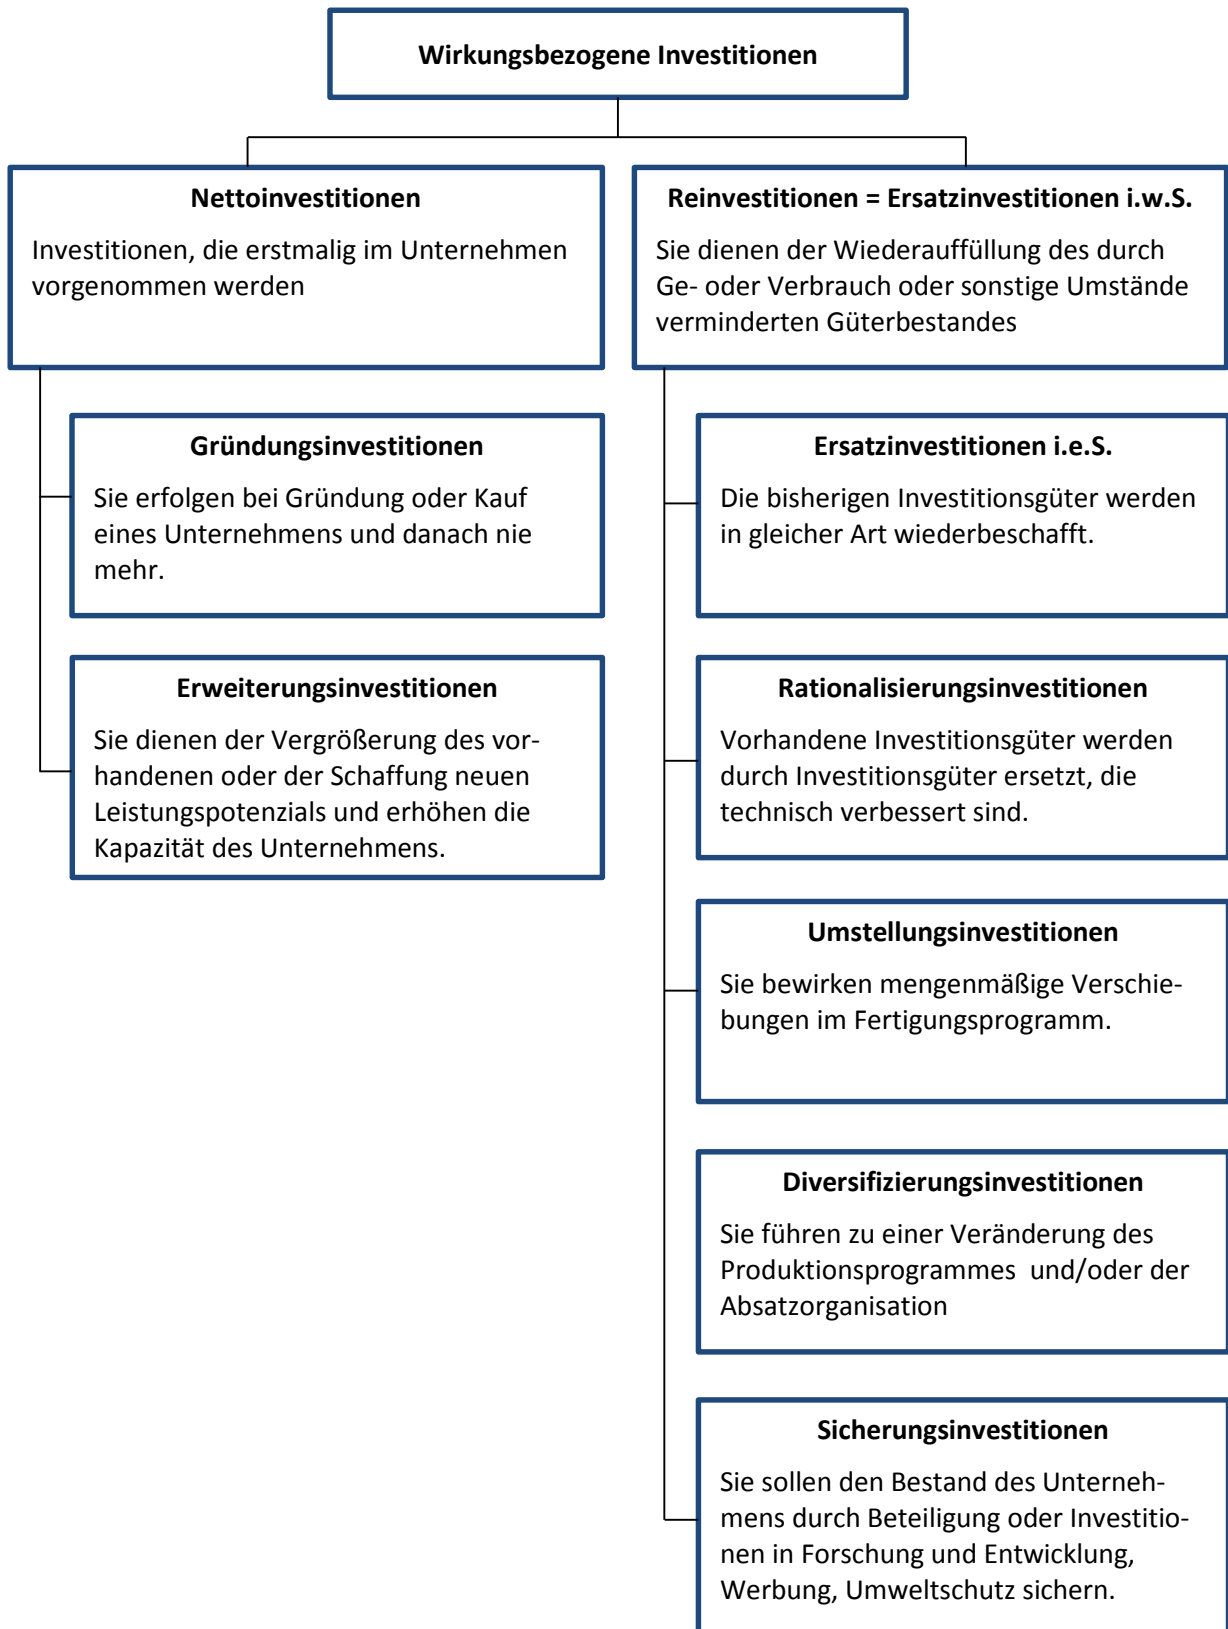 Wirkungsbezogene Investitionen
Nettoinvestitionen
Investitionen, die erstmalig im Unternehmen
vorgenommen werden
Gründungsinvestitionen
Sie erfolgen bei Gründung oder Kauf
eines Unternehmens und danach nie
mehr.
Erweiterungsinvestitionen
Sie dienen der Vergrößerung des vor-
handenen oder der Schaffung neuen
Leistungspotenzials und erhöhen die
Kapazität des Unternehmens.
Reinvestitionen = Ersatzinvestitionen i.w.S.
Sie dienen der Wiederauffüllung des durch
Ge- oder Verbrauch oder sonstige Umstände
verminderten Güterbestandes
Ersatzinvestitionen i.e.S.
Die bisherigen Investitionsgüter werden
in gleicher Art wiederbeschafft.
Rationalisierungsinvestitionen
Vorhandene Investitionsgüter werden
durch Investitionsgüter ersetzt, die
technisch verbessert sind.
Umstellungsinvestitionen
Sie bewirken mengenmäßige Verschie-
bungen im Fertigungsprogramm.
Diversifizierungsinvestitionen
Sie führen zu einer Veränderung des
Produktionsprogrammes und/oder der
Absatzorganisation
Sicherungsinvestitionen
Sie sollen den Bestand des Unterneh-
mens durch Beteiligung oder Investitio-
nen in Forschung und Entwicklung,
Werbung, Umweltschutz sichern.